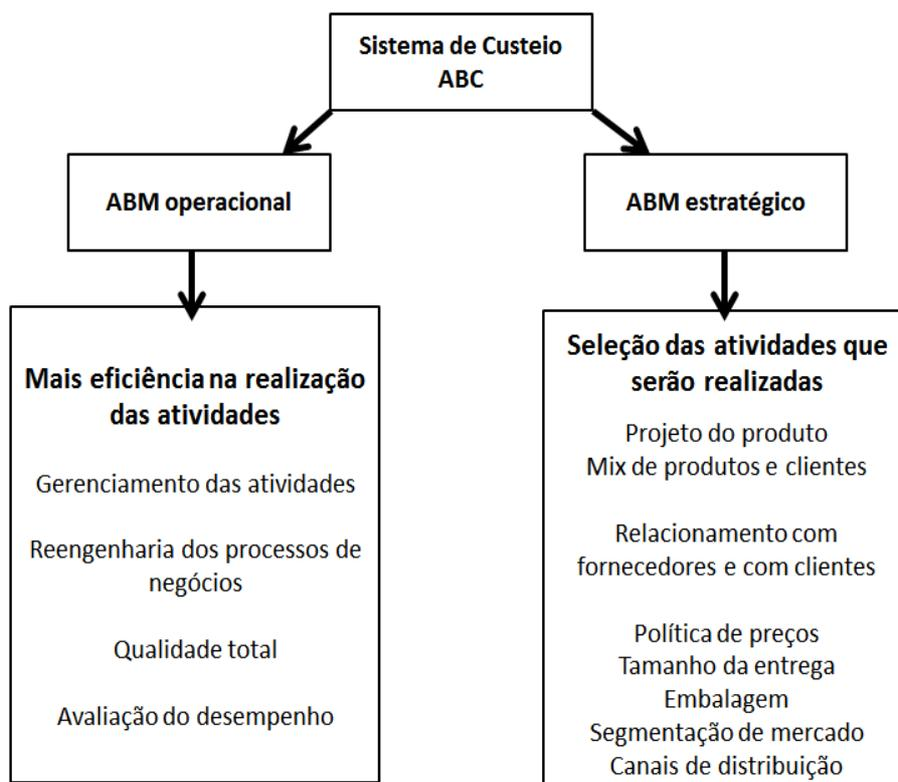 Sistema de Custeio
ABC
ABM operacional
ABM estratégico
Mais eficiência na realização
das atividades
Gerenciamento das atividades
Reengenharia dos processos de
negócios
Qualidade total
Avaliação do desempenho
Seleção das atividades que
serão realizadas
Projeto do produto
Mix de produtos e clientes
Relacionamento com
fornecedores e com clientes
Política de preços
Tamanho da entrega
Embalagem
Segmentação de mercado
Canais de distribuição